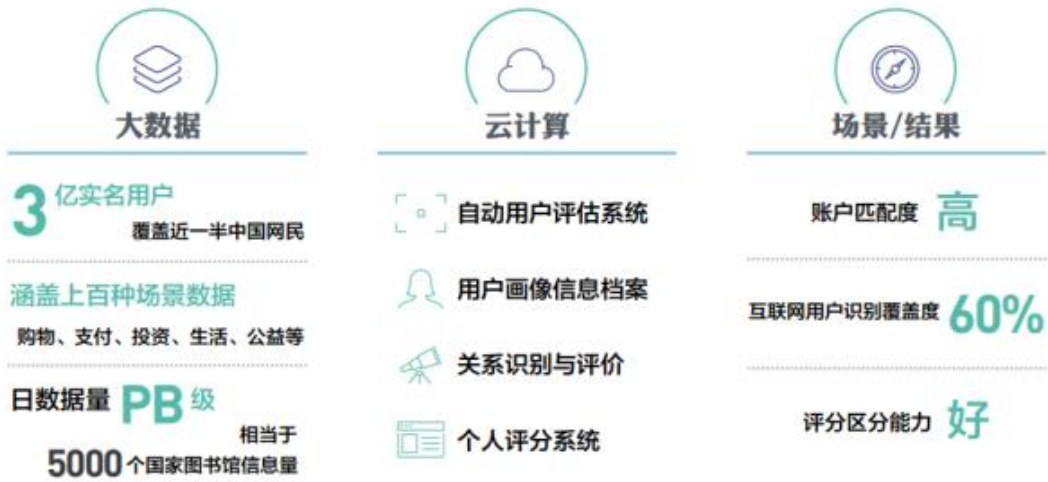 大数据
3亿实名用户
覆盖近一半中国网民
涵盖上百种场景数据
购物、支付、投资、生活、公益等
日数据量 PB 级
相当于
5000个国家图书馆信息量
云计算
自动用户评估系统
用户画像信息档案
关系识别与评价
个人评分系统
场景/结果
账户匹配度 高
互联网用户识别覆盖度 60%
评分区分能力 好